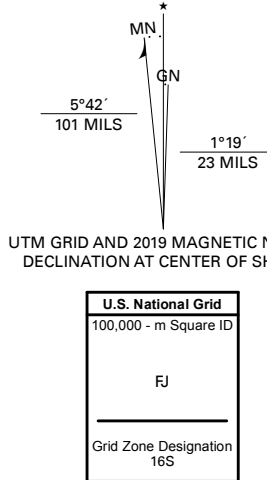 ★
MN
GN
5°42´
101 MILS
1°19´
23 MILS
UTM GRID AND 2019 MAGNETIC
DECLINATION AT CENTER OF
U.S. National Grid
100,000 - m Square ID
FJ
Grid Zone Designation
16S